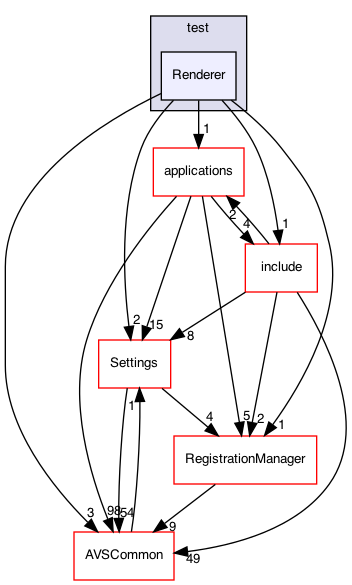 test
Renderer
1
applications
2
4
1
include
2
15
8
Settings
1
4
5
2
1
RegistrationManager
3
98
54
9
AVSCommon
49